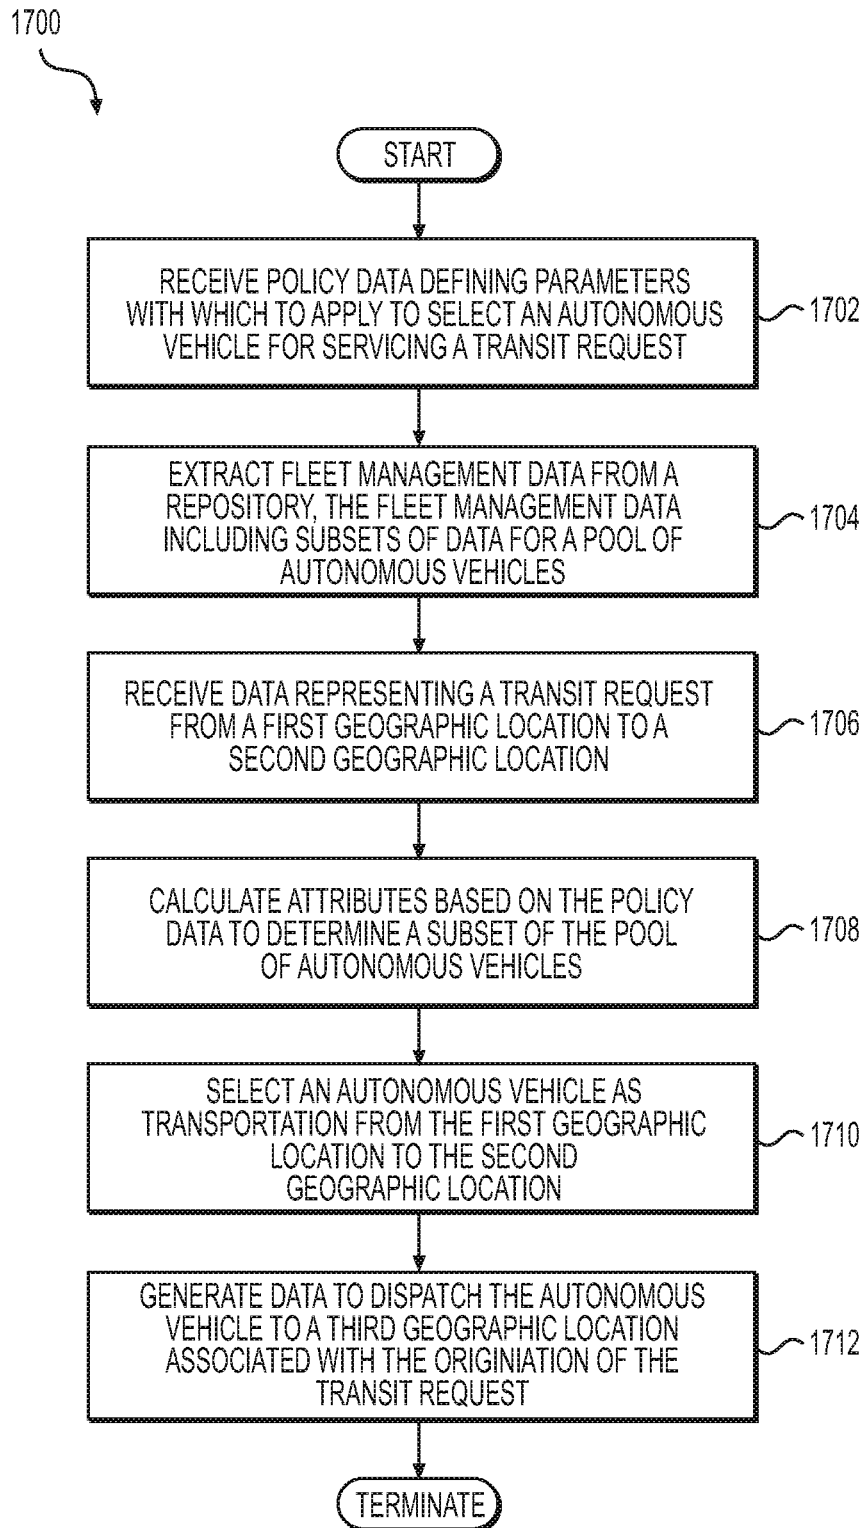 1700
START
RECEIVE POLICY DATA DEFINING PARAMETERS
WITH WHICH TO APPLY TO SELECT AN AUTONOMOUS
VEHICLE FOR SERVICING A TRANSIT REQUEST
1702
EXTRACT FLEET MANAGEMENT DATA FROM A
REPOSITORY, THE FLEET MANAGEMENT DATA
INCLUDING SUBSETS OF DATA FOR A POOL OF
AUTONOMOUS VEHICLES
1704
RECEIVE DATA REPRESENTING A TRANSIT REQUEST
FROM A FIRST GEOGRAPHIC LOCATION TO A
SECOND GEOGRAPHIC LOCATION
1706
CALCULATE ATTRIBUTES BASED ON THE POLICY
DATA TO DETERMINE A SUBSET OF THE POOL
OF AUTONOMOUS VEHICLES
1708
SELECT AN AUTONOMOUS VEHICLE AS
TRANSPORTATION FROM THE FIRST GEOGRAPHIC
LOCATION TO THE SECOND
GEOGRAPHIC LOCATION
1710
GENERATE DATA TO DISPATCH THE AUTONOMOUS
VEHICLE TO A THIRD GEOGRAPHIC LOCATION
ASSOCIATED WITH THE ORIGINIATION OF THE
TRANSIT REQUEST
1712
TERMINATE